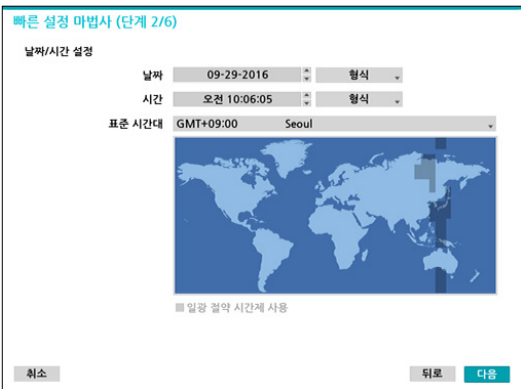 빠른 설정 마법사 (단계 2/6)
날짜/시간 설정
날짜 09-29-2016 형식
시간 오전 10:06:05 형식
표준 시간대 GMT+09:00 Seoul
일광 절약 시간제 사용
취소 뒤로 다음